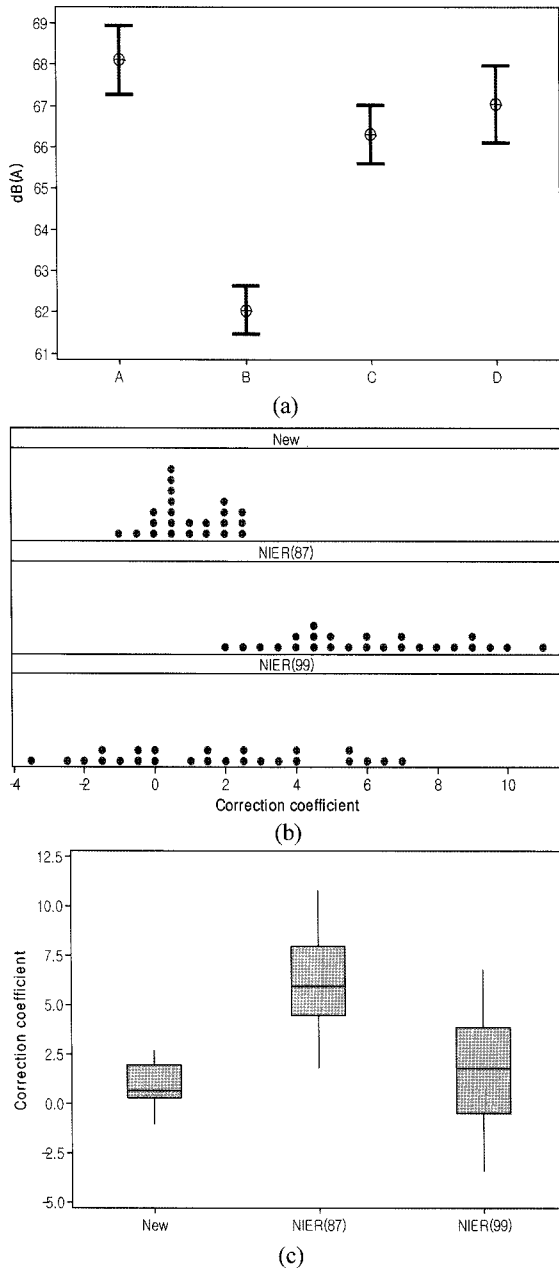 69
68
67
66
65
64
63
62
61
dB(A)
A B C D
(a)
New
NIER(87)
NIER(99)
-4 -2 0 2 4 6 8 10
Correction coefficient
(b)
12.5
10.0
7.5
5.0
2.5
0.0
-2.5
-5.0
Correction coefficient
New NIER(87) NIER(99)
(c)